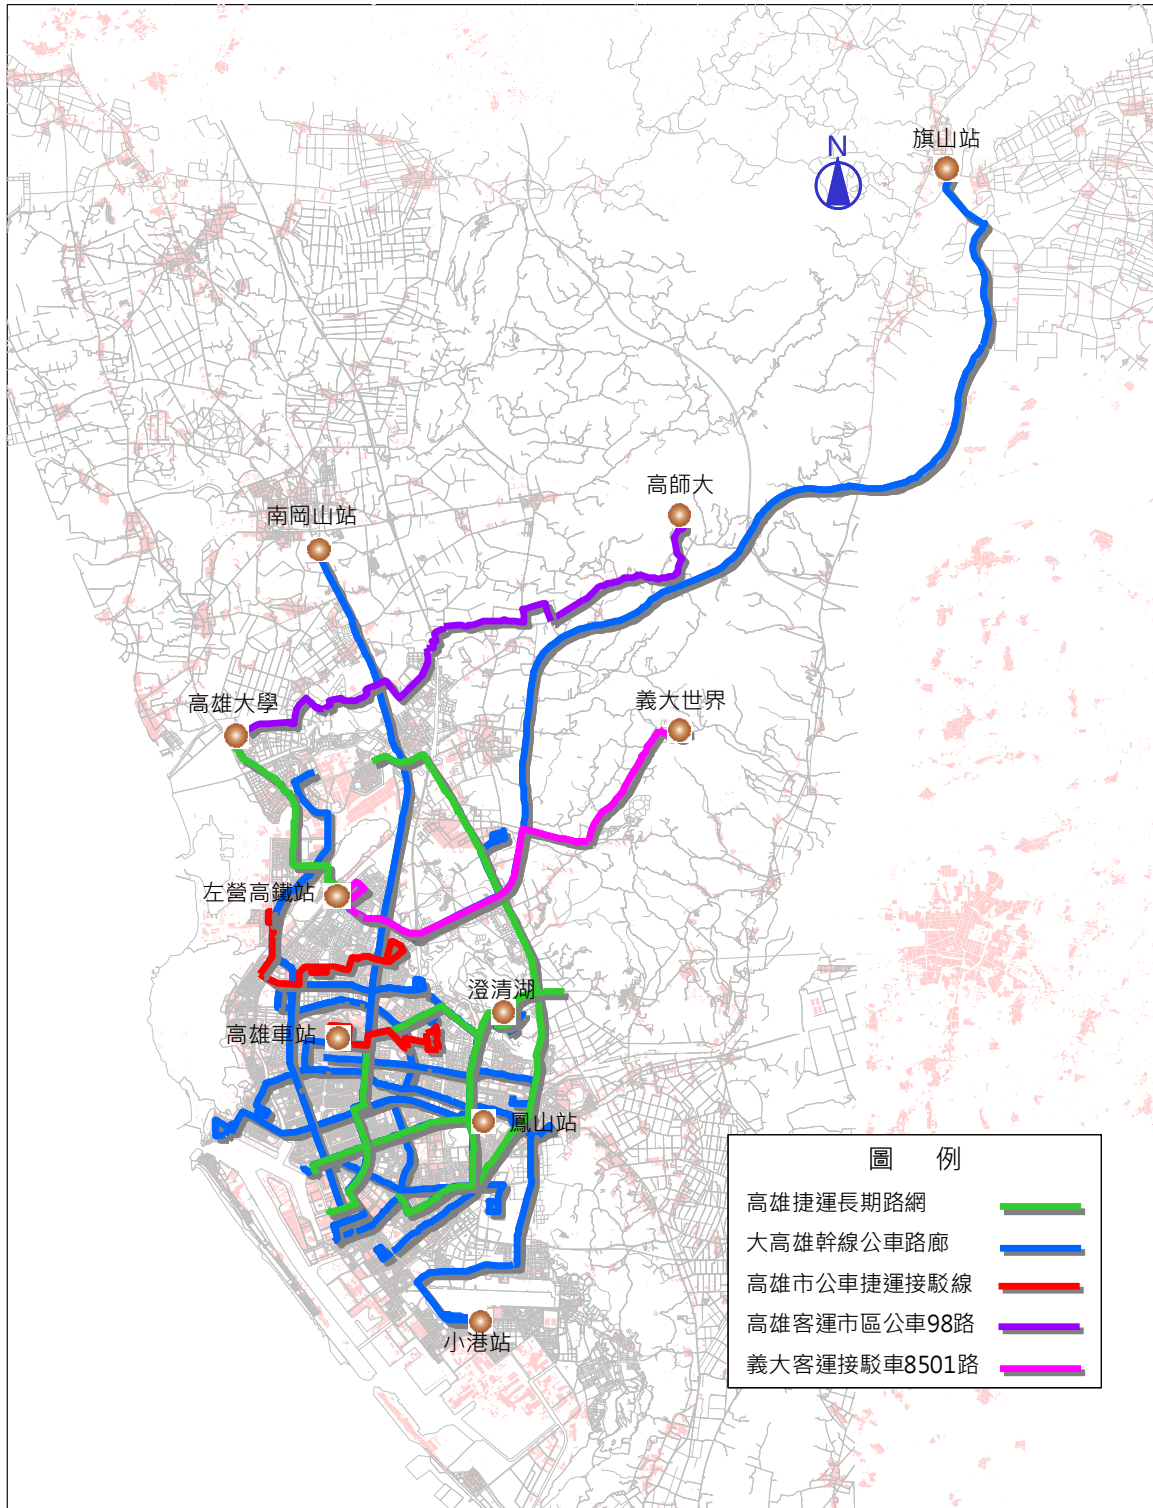 旗山站
N
高師大
南岡山站
高雄大學
義大世界
左營高鐵站
澄清湖
高雄車站
鳳山站
小港站
圖 例
高雄捷運長期路網
大高雄幹線公車路廊
高雄市公車捷運接駁線
高雄客運市區公車98路
義大客運接駁車8501路